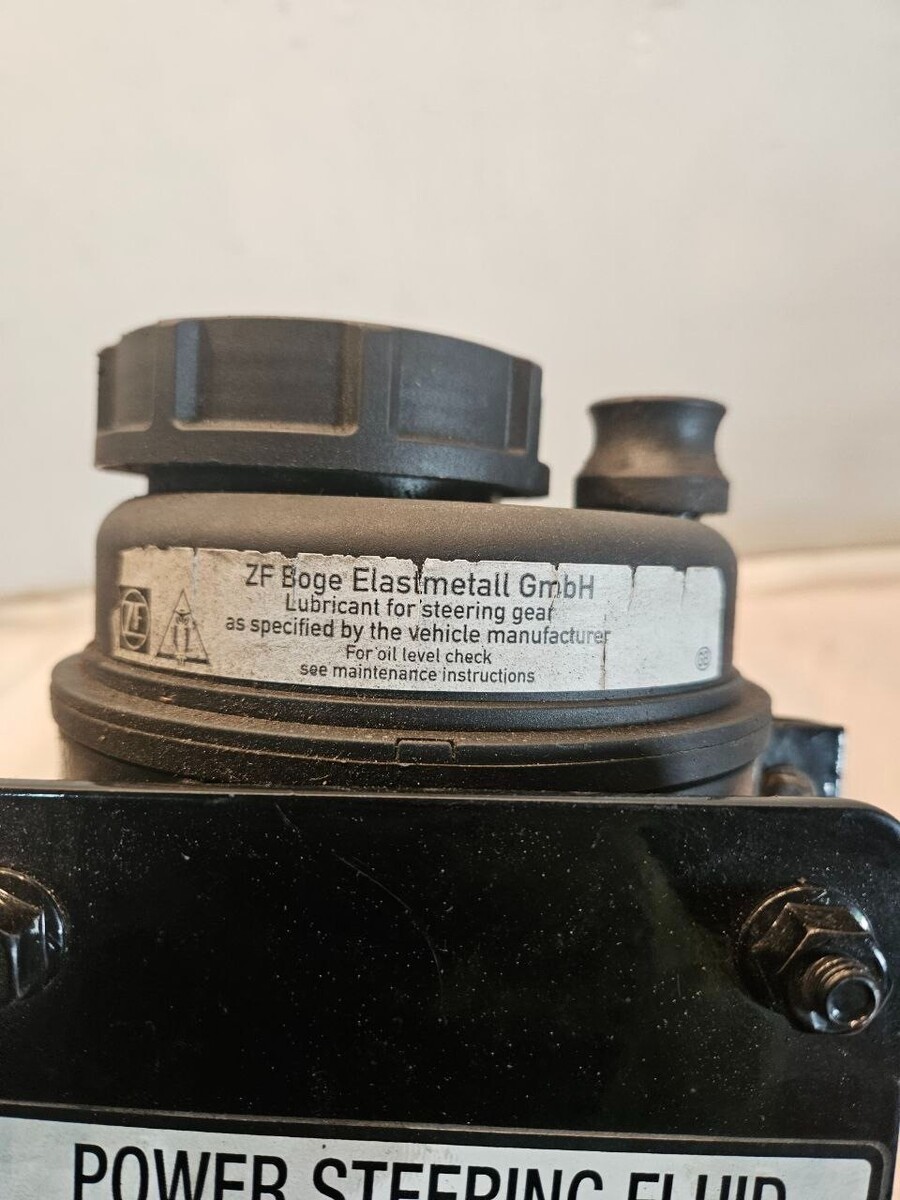 ZF Boge Elastmetall GmbH
Lubricant for steering gear
as specified by the vehicle manufacturer
For oil level check
see maintenance instructions
ZF
POWER STEERING FLUID